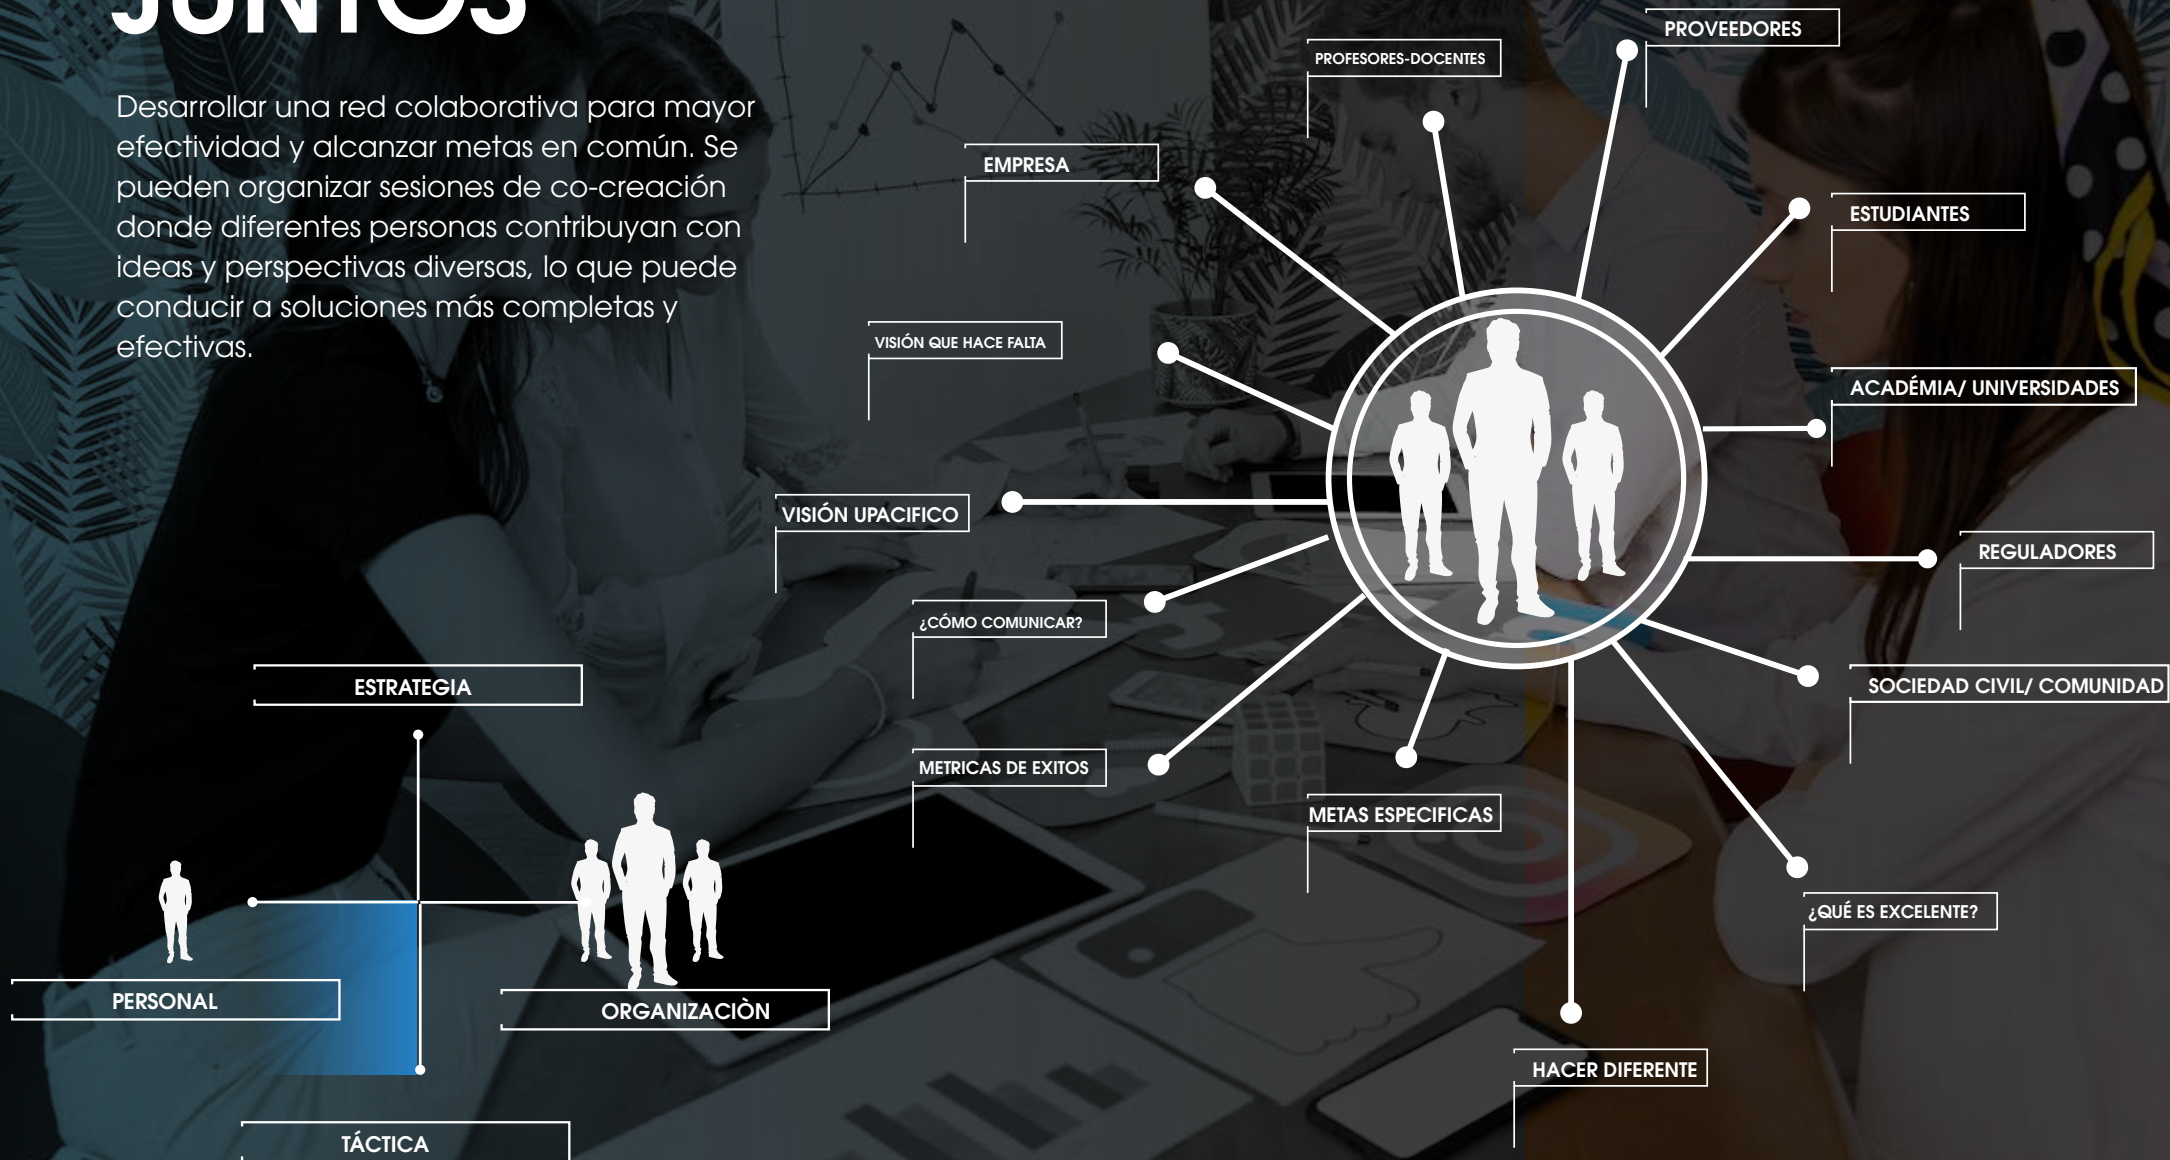 JUNTOS
Desarrollar una red colaborativa para mayor
efectividad y alcanzar metas en común. Se
pueden organizar sesiones de co-creación
donde diferentes personas contribuyan con
ideas y perspectivas diversas, lo que puede
conducir a soluciones más completas y
efectivas.
PROVEEDORES
PROFESORES-DOCENTES
EMPRESA
ESTUDIANTES
VISIÓN QUE HACE FALTA
ACADÉMIA/ UNIVERSIDADES
VISIÓN UPACIFICO
REGULADORES
¿CÓMO COMUNICAR?
SOCIEDAD CIVIL/ COMUNIDAD
METRICAS DE EXITOS
METAS ESPECIFICAS
¿QUÉ ES EXCELENTE?
HACER DIFERENTE
ESTRATEGIA
PERSONAL
ORGANIZACIÒN
TÁCTICA